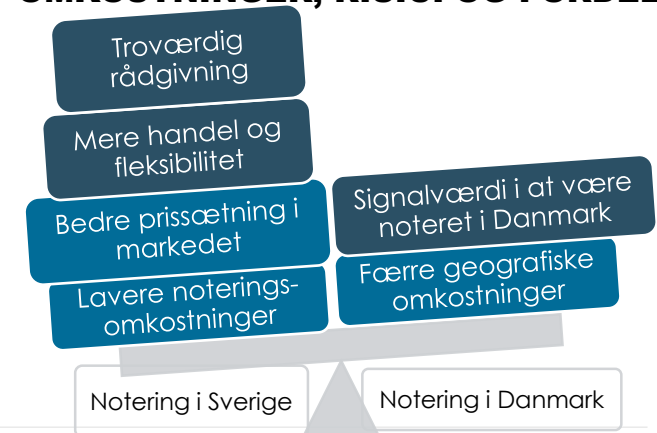 Troværdig
rådgivning
Mere handel og
fleksibilitet
Bedre prissætning i
markedet
Lavere noterings-
omkostninger
Signalværdi i at være
noteret i Danmark
Færre geografiske
omkostninger
Notering i Sverige
Notering i Danmark